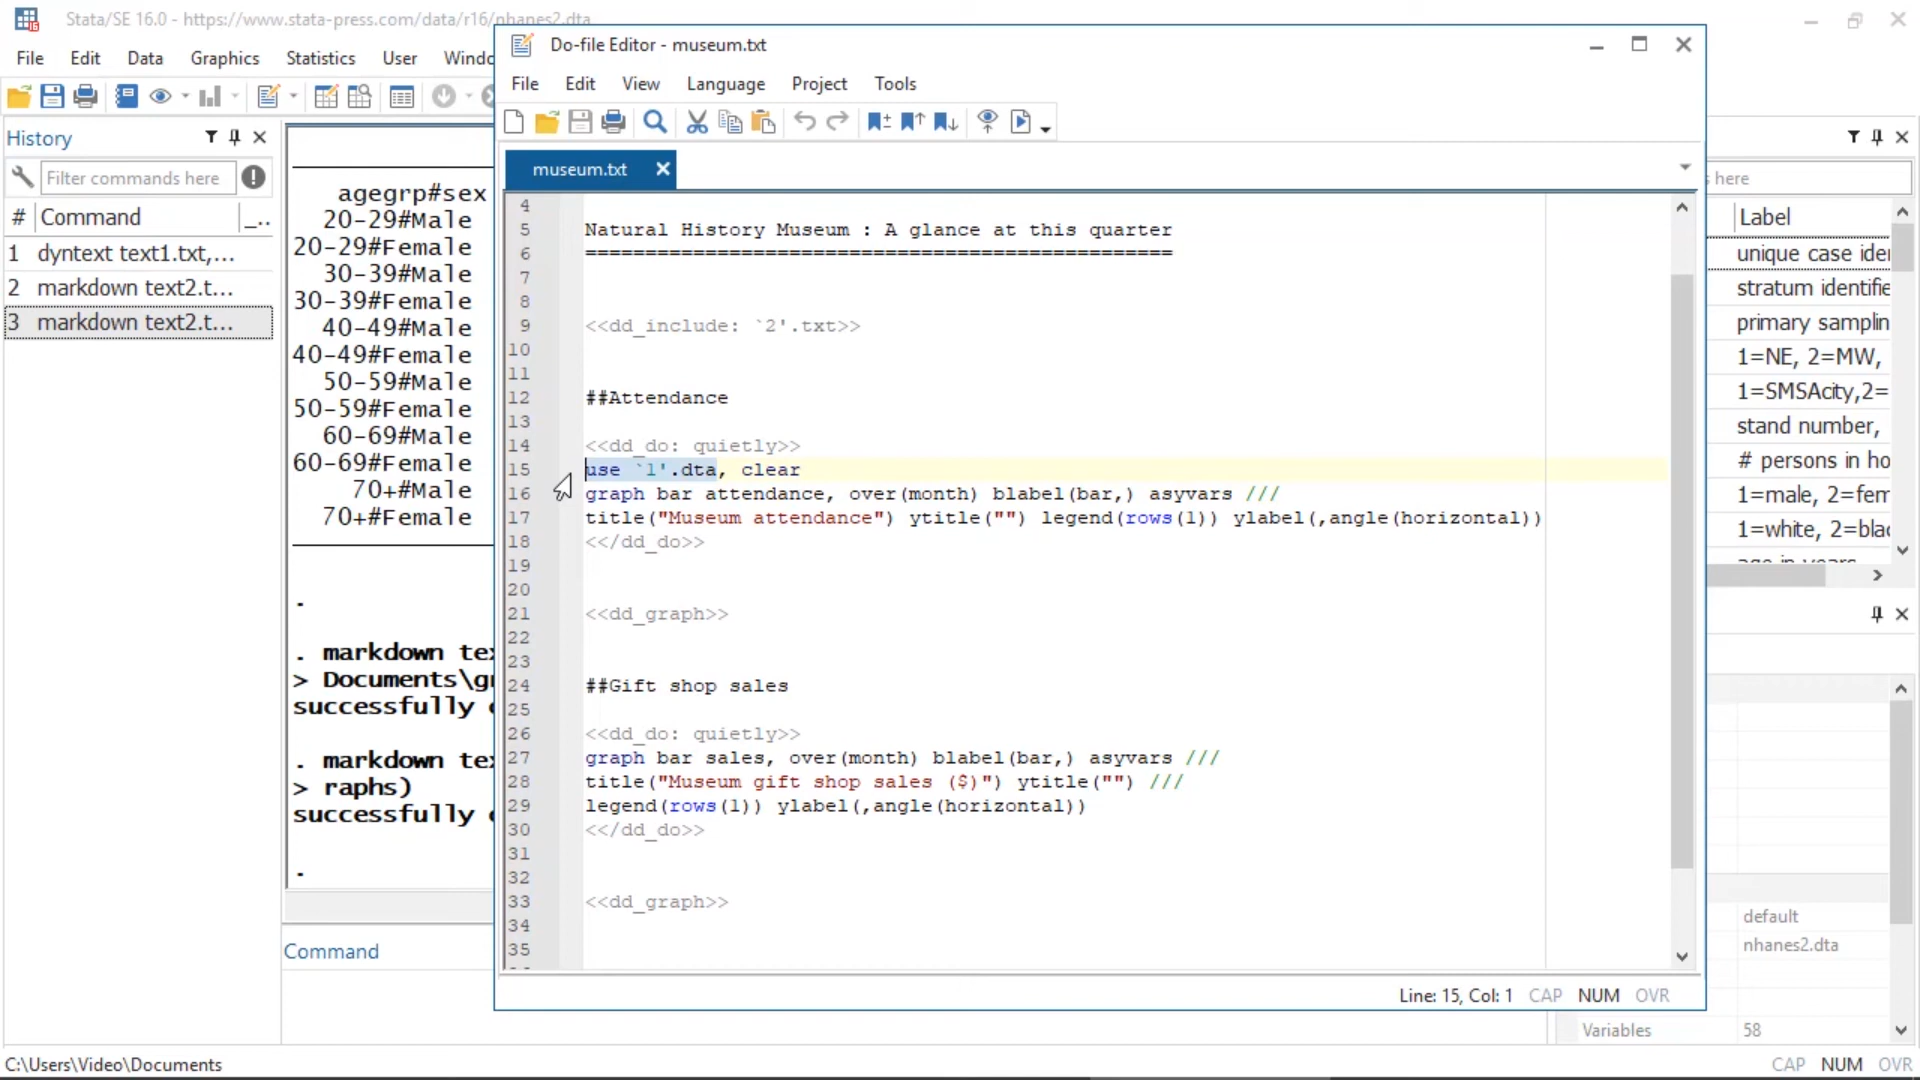 Stata/SE 16.0 - https://www.stata-press.com/data/r16/nhanes2.dta
File Edit Data Graphics Statistics User Windo
History
Filter commands here
# Command
1 dyntext text1.txt,...
2 markdown text2.t...
3 markdown text2.t...
agegrp#sex
20-29#Male
20-29#Female
30-39#Male
30-39#Female
40-49#Male
40-49#Female
50-59#Male
50-59#Female
60-69#Male
60-69#Female
70+#Male
70+#Female
.
. markdown te
> Documents\g
successfully
. markdown te
> raphs)
successfully
.
Command
Do-file Editor - museum.txt
File Edit View Language Project Tools
museum.txt
4
5 Natural History Museum : A glance at this quarter
6 =================================================
7
8
9 <<dd_include: `2'.txt>>
10
11
12 ##Attendance
13
14 <<dd_do: quietly>>
15 use `1'.dta, clear
16 graph bar attendance, over(month) blabel(bar,) asyvars ///
17 title("Museum attendance") ytitle("") legend(rows(1)) ylabel(,angle(horizontal))
18 <</dd_do>>
19
20
21 <<dd_graph>>
22
23
24 ##Gift shop sales
25
26 <<dd_do: quietly>>
27 graph bar sales, over(month) blabel(bar,) asyvars ///
28 title("Museum gift shop sales ($)") ytitle("") ///
29 legend(rows(1)) ylabel(,angle(horizontal))
30 <</dd_do>>
31
32
33 <<dd_graph>>
34
35
Line: 15, Col: 1 CAP NUM OVR
here
Label
unique case ide
stratum identifie
primary samplin
1=NE, 2=MW,
1=SMSAcity,2=
stand number,
# persons in ho
1=male, 2=fem
1=white, 2=blac
age in years
default
nhanes2.dta
Variables 58
C:\Users\Video\Documents
CAP NUM OVR